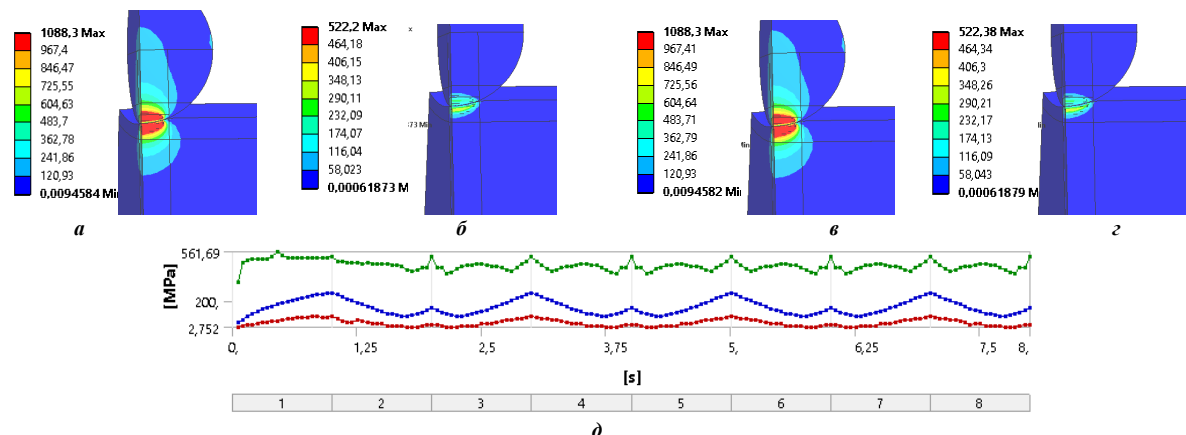 1088,3 Max
967,4
846,47
725,55
604,63
483,7
362,78
241,86
120,93
0,0094584 Min
а
522,2 Max
464,18
406,15
348,13
290,11
232,09
174,07
116,04
58,023
0,00061873 M
x
73 Min
б
1088,3 Max
967,41
846,49
725,56
604,64
483,71
362,79
241,86
120,93
0,0094582 Min
lin
в
522,38 Max
464,34
406,3
348,26
290,21
232,17
174,13
116,09
58,043
0,00061879 M
г
561,69
200,
2,752
[MPa]
0,
1,25
2,5
3,75
5,
6,25
7,5
8,
[s]
1 2 3 4 5 6 7 8
д